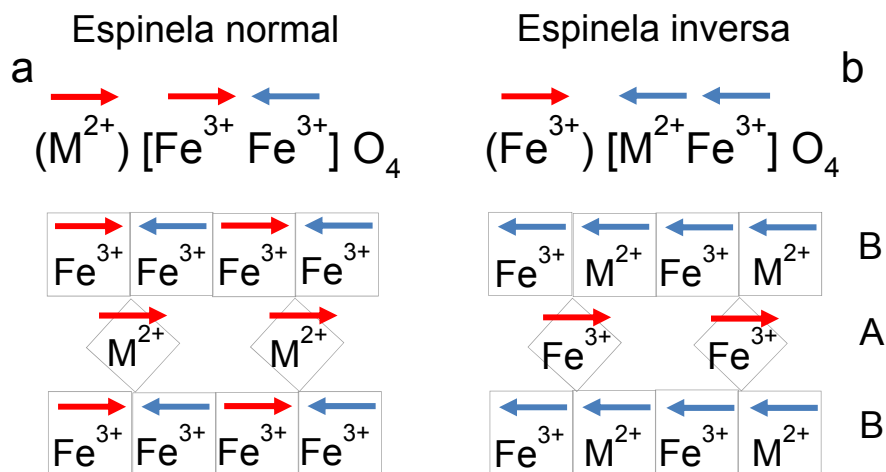 Espinela normal Espinela inversa
a b
(M²⁺) [Fe³⁺ Fe³⁺] O₄ (Fe³⁺) [M²⁺Fe³⁺] O₄
Fe³⁺ Fe³⁺ Fe³⁺ Fe³⁺ Fe³⁺ M²⁺ Fe³⁺ M²⁺ B
M²⁺ M²⁺ Fe³⁺ Fe³⁺ A
Fe³⁺ Fe³⁺ Fe³⁺ Fe³⁺ Fe³⁺ M²⁺ Fe³⁺ M²⁺ B